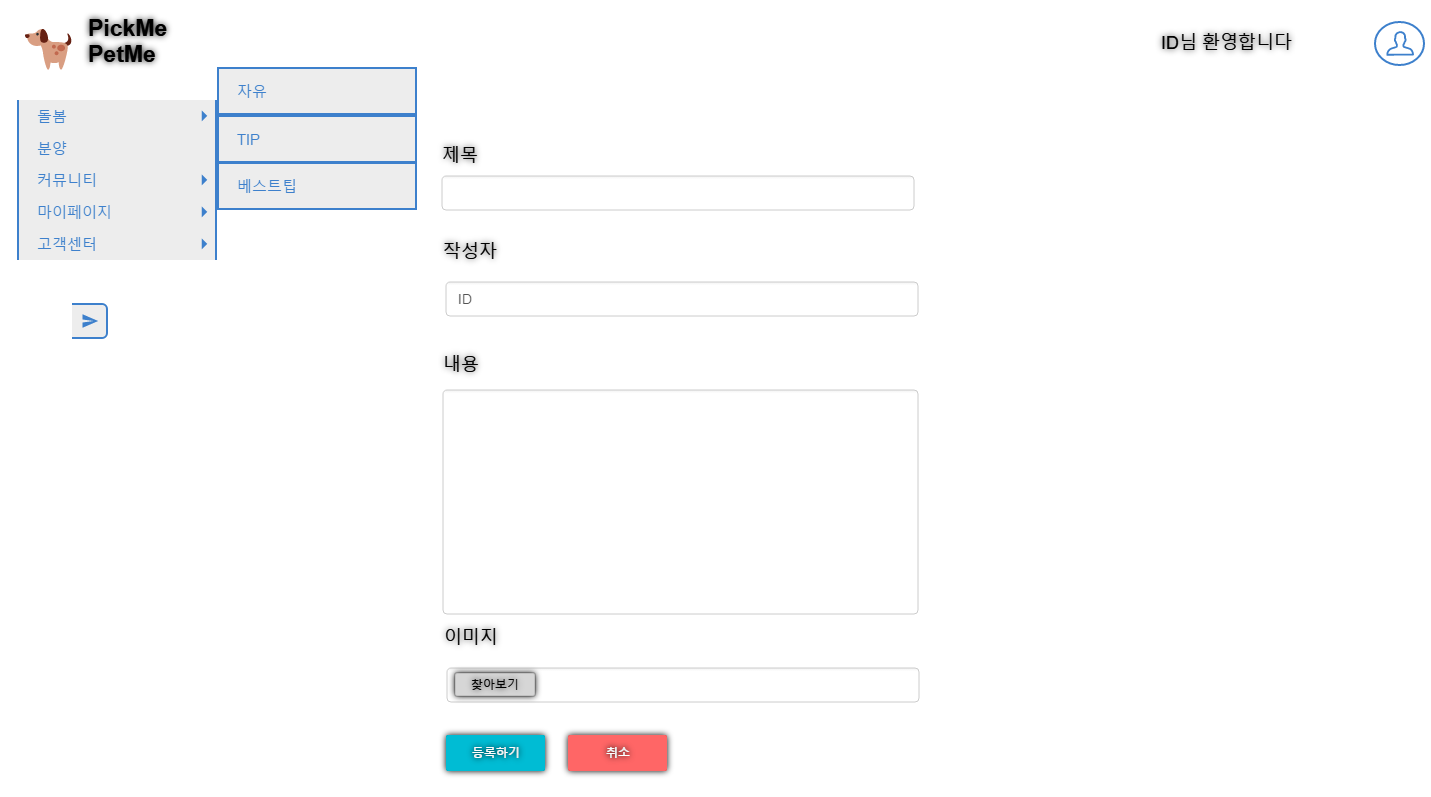 PickMe
PetMe
ID님 환영합니다
돌봄
분양
커뮤니티
마이페이지
고객센터
자유
TIP
베스트팁
제목
작성자
ID
내용
이미지
찾아보기
등록하기
취소